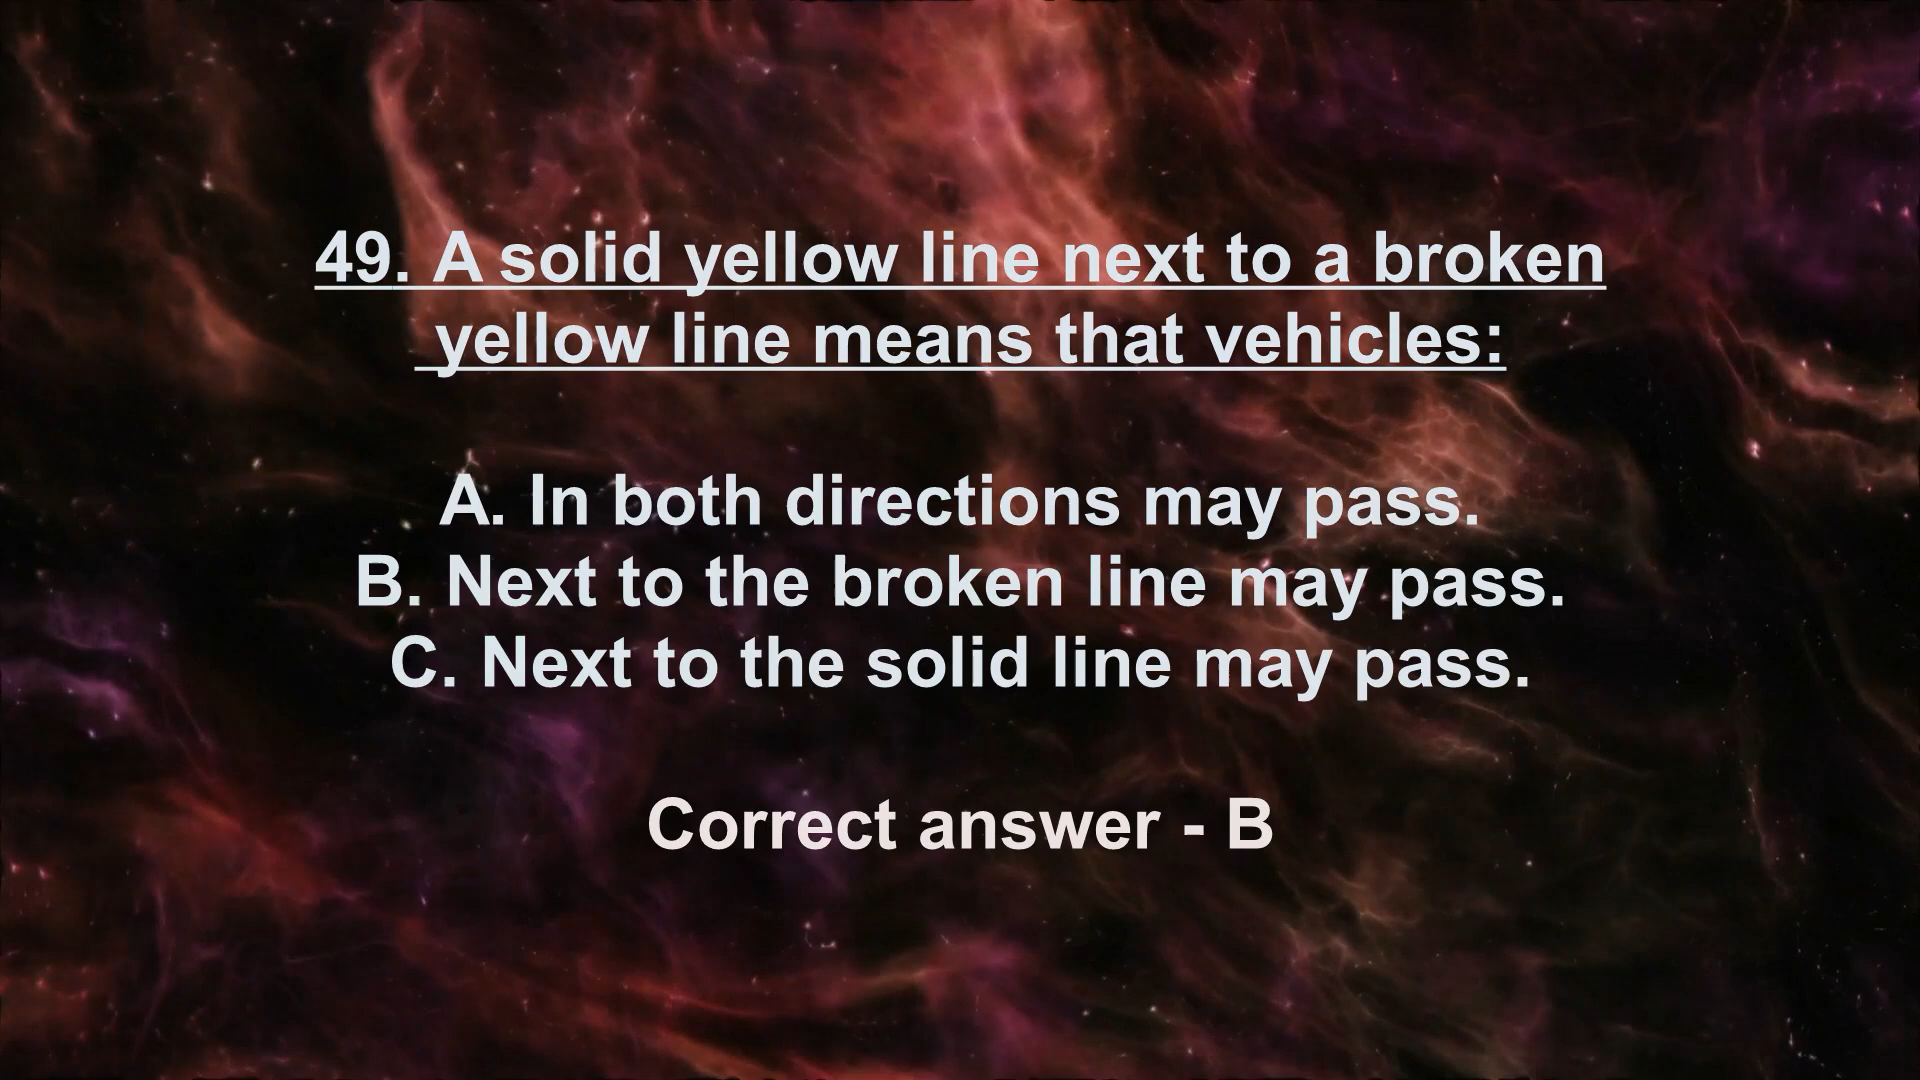 49. A solid yellow line next to a broken
yellow line means that vehicles:
A. In both directions may pass.
B. Next to the broken line may pass.
C. Next to the solid line may pass.
Correct answer - B